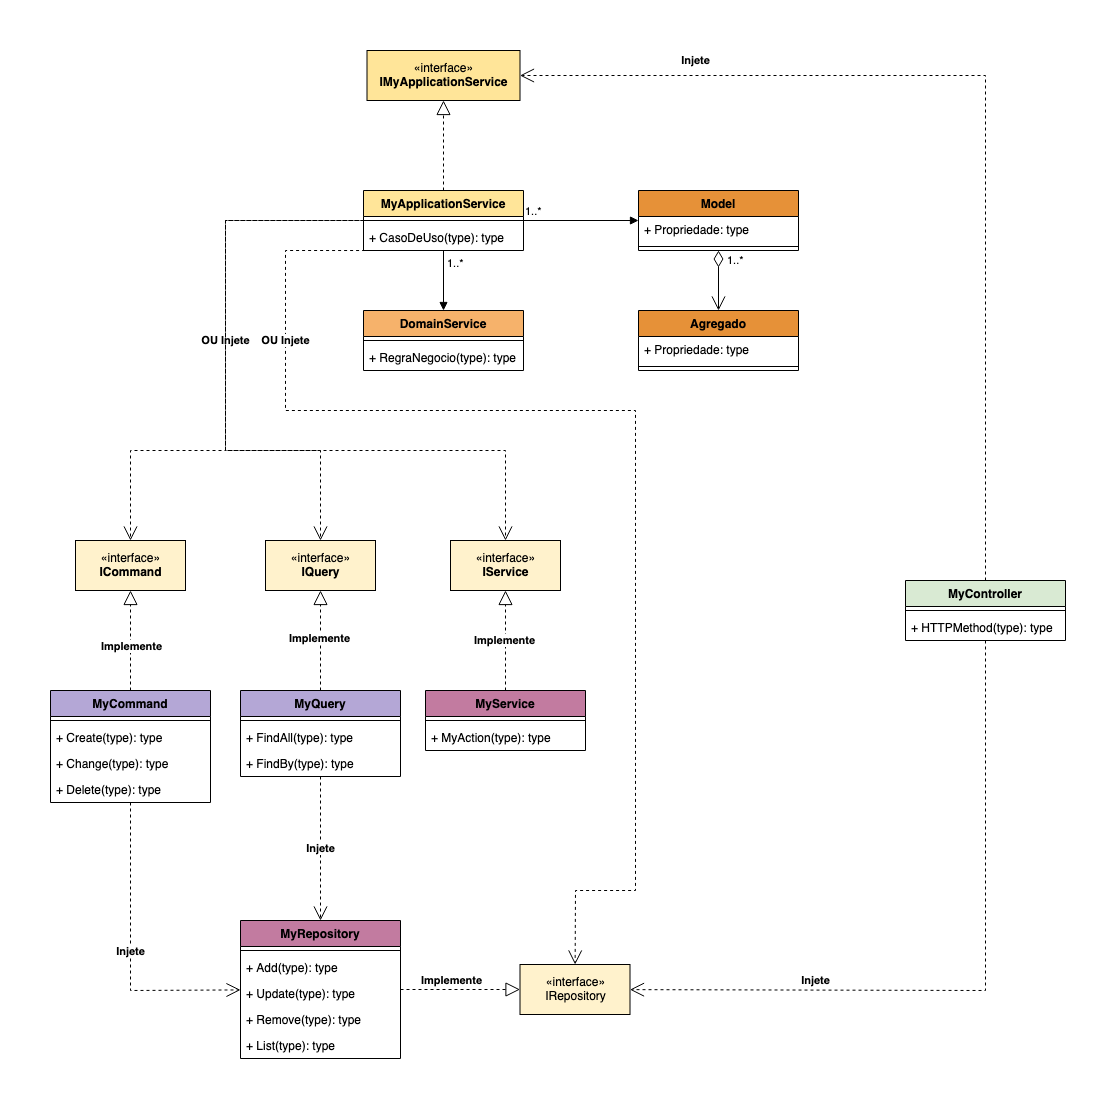 Injete
«interface»
IMyApplicationService
MyApplicationService
+ CasoDeUso(type): type
1..*
Model
+ Propriedade: type
1..*
1..*
DomainService
+ RegraNegocio(type): type
Agregado
+ Propriedade: type
OU Injete
OU Injete
«interface»
ICommand
«interface»
IQuery
«interface»
IService
MyController
+ HTTPMethod(type): type
Implemente
Implemente
Implemente
MyCommand
+ Create(type): type
+ Change(type): type
+ Delete(type): type
MyQuery
+ FindAll(type): type
+ FindBy(type): type
MyService
+ MyAction(type): type
Injete
Injete
MyRepository
+ Add(type): type
+ Update(type): type
+ Remove(type): type
+ List(type): type
Implemente
«interface»
IRepository
Injete